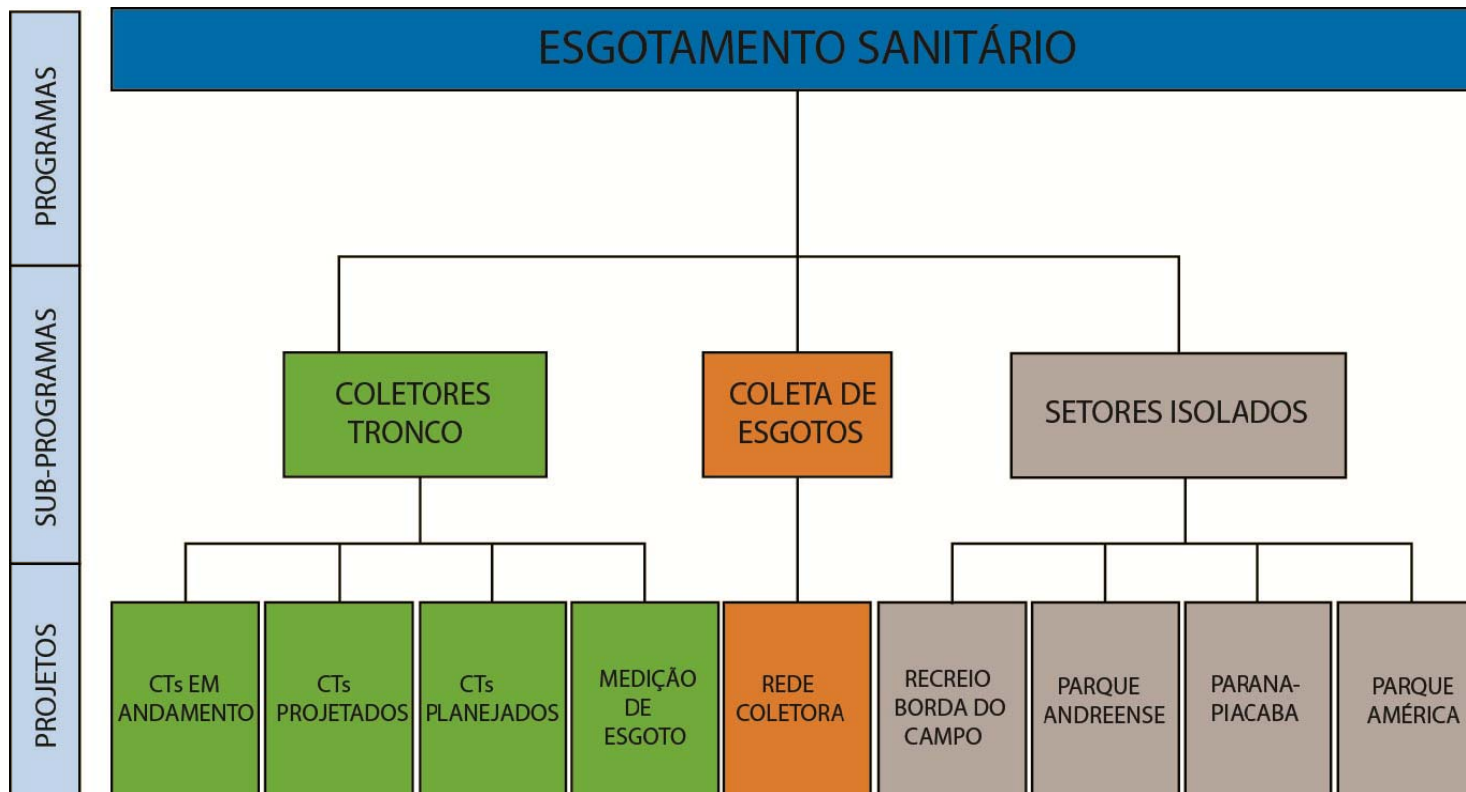 ESGOTAMENTO SANITÁRIO
PROGRAMAS
SUB-PROGRAMAS
COLETORES
TRONCO
COLETA DE
ESGOTOS
SETORES ISOLADOS
PROJETOS
CTs EM
ANDAMENTO
CTs
PROJETADOS
CTs
PLANEJADOS
MEDIÇÃO
DE
ESGOTO
REDE
COLETORA
RECREIO
BORDA DO
CAMPO
PARQUE
ANDREENSE
PARANA-
PIACABA
PARQUE
AMÉRICA